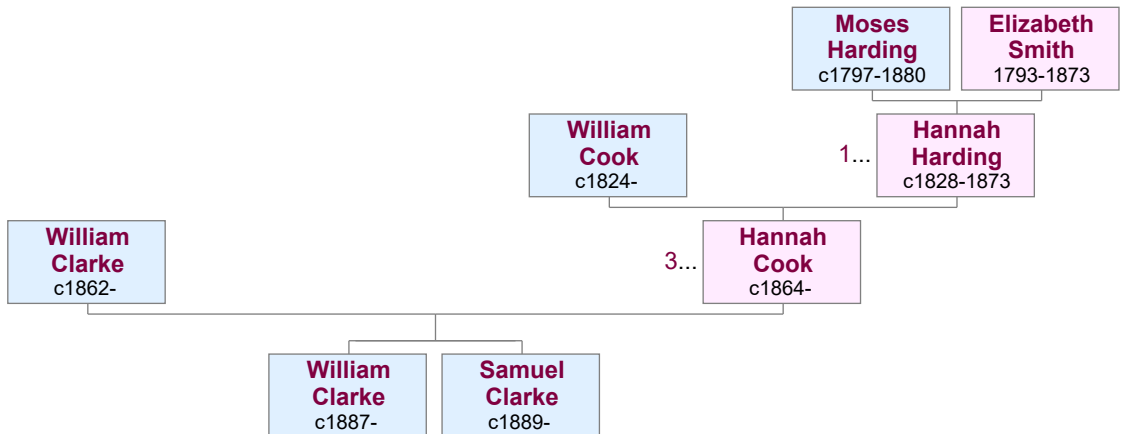 Moses
Harding
c1797-1880
Elizabeth
Smith
1793-1873
William
Cook
c1824-
1...
Hannah
Harding
c1828-1873
William
Clarke
c1862-
3...
Hannah
Cook
c1864-
William
Clarke
c1887-
Samuel
Clarke
c1889-